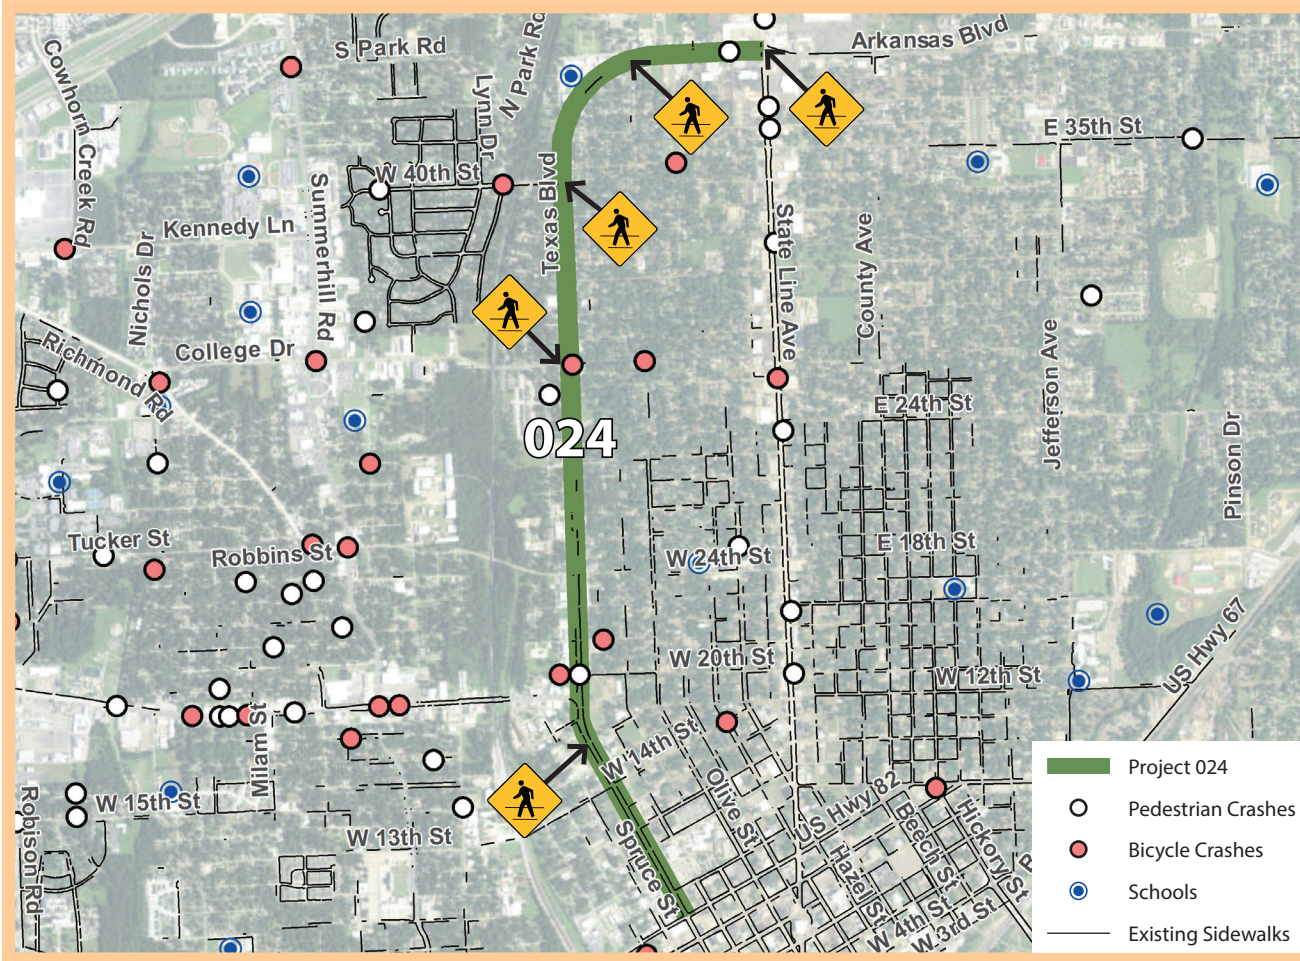 S Park Rd
N Park Rd
Arkansas Blvd
Cowhorn Creek Rd
Lynn Dr
E 35th St
W 40th St
Summerhill Rd
Texas Blvd
Kennedy Ln
Nichols Dr
State Line Ave
County Ave
Richmond Rd
College Dr
Jefferson Ave
E 24th St
Pinson Dr
024
Tucker St
Robbins St
W 24th St
E 18th St
US Hwy 67
W 20th St
W 12th St
Milam St
W 14th St
Olive St
US Hwy 82
W 15th St
Robison Rd
W 13th St
Spruce St
Hazel St
Beech St
Hickory St
W 4th St
W 3rd St
Project 024
Pedestrian Crashes
Bicycle Crashes
Schools
Existing Sidewalks